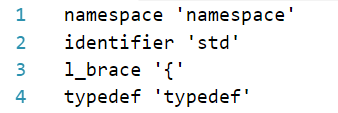 1 namespace 'namespace'
2 identifier 'std'
3 l_brace '{'
4 typedef 'typedef'